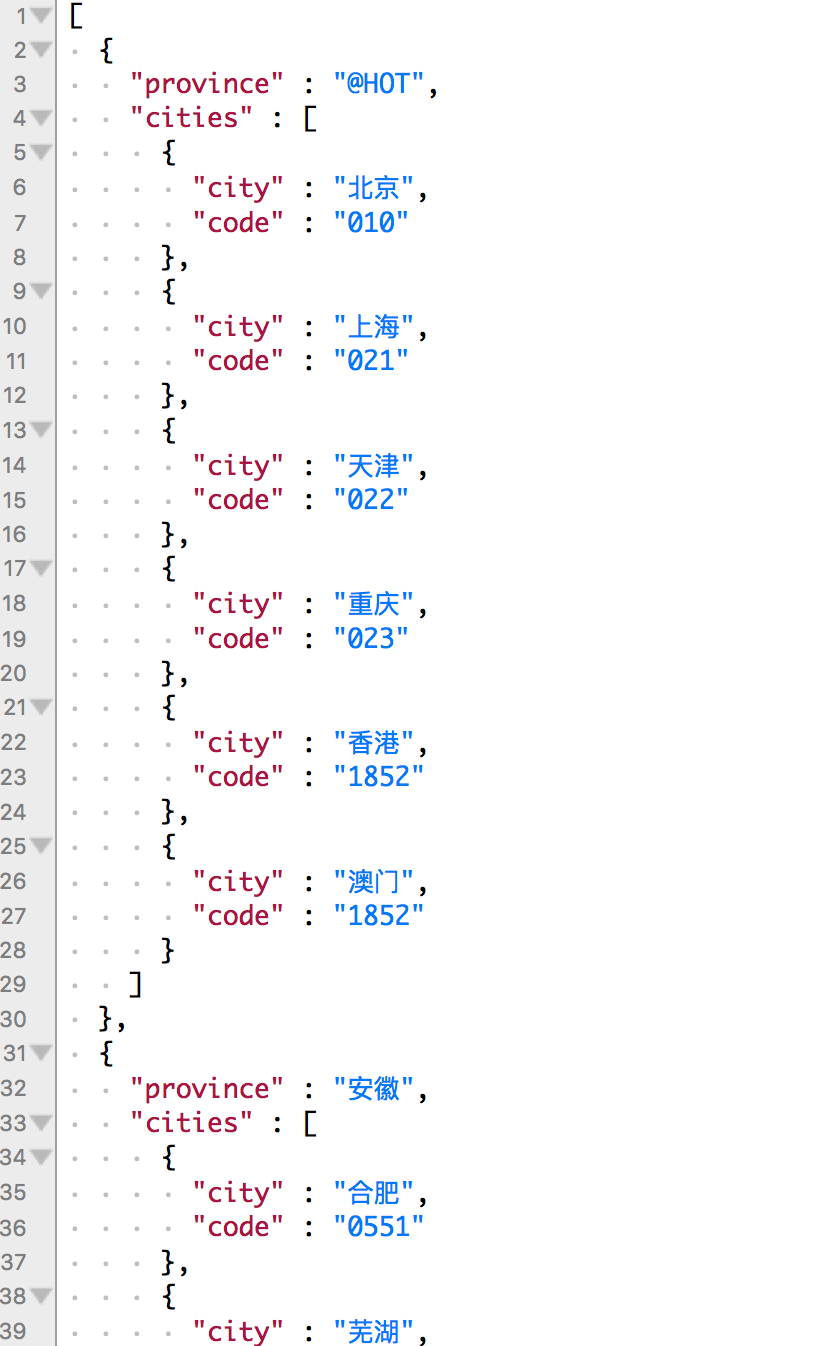 1 [
2 {
3 "province" : "@HOT",
4 "cities" : [
5 {
6 "city" : "北京",
7 "code" : "010"
8 },
9 {
10 "city" : "上海",
11 "code" : "021"
12 },
13 {
14 "city" : "天津",
15 "code" : "022"
16 },
17 {
18 "city" : "重庆",
19 "code" : "023"
20 },
21 {
22 "city" : "香港",
23 "code" : "1852"
24 },
25 {
26 "city" : "澳门",
27 "code" : "1852"
28 }
29 ]
30 },
31 {
32 "province" : "安徽",
33 "cities" : [
34 {
35 "city" : "合肥",
36 "code" : "0551"
37 },
38 {
39 "city" : "芜湖",